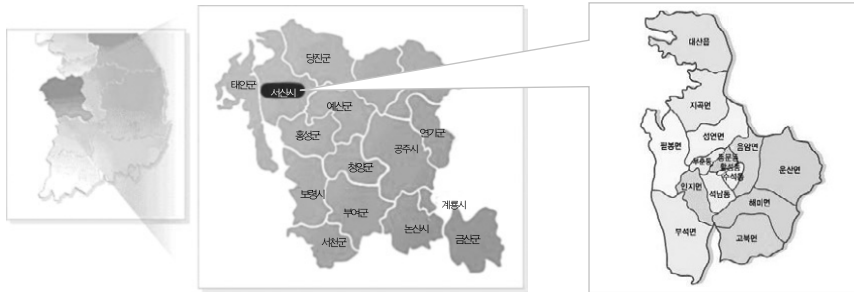 당진군
태안군
서산시
예산군
홍성군
연기군
공주시
청양군
보령시
부여군
계룡시
논산시
서천군
금산군
대산읍
지곡면
성연면
음암면
팔봉면
부춘동
동문동
활성동
수석동
운산면
인지면
석남동
해미면
부석면
고북면